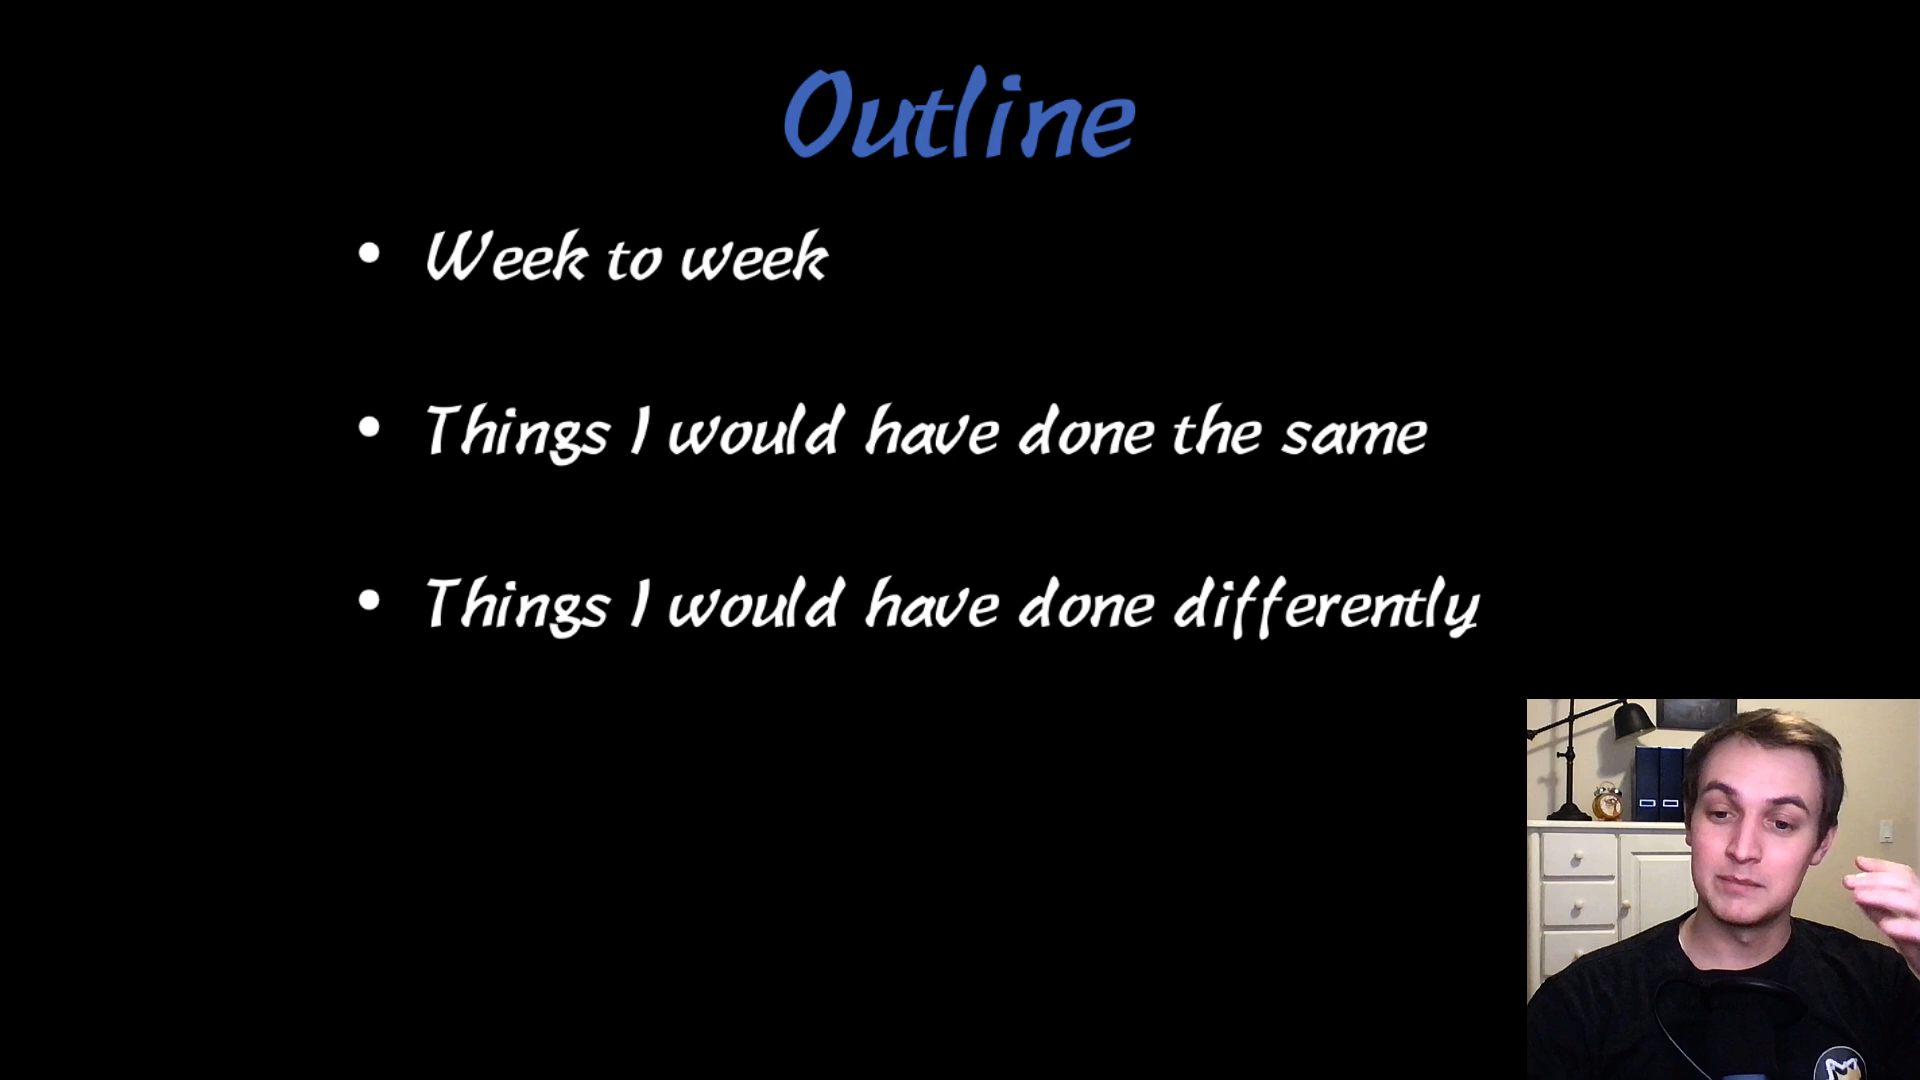 Outline
• Week to week
• Things I would have done the same
• Things I would have done differently